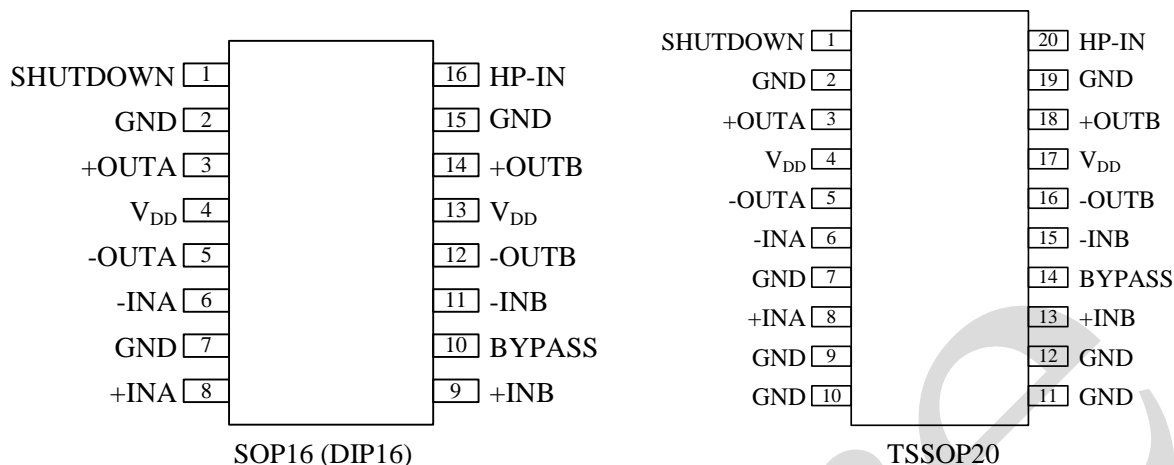 SHUTDOWN 1 16 HP-IN
GND 2 15 GND
+OUTA 3 14 +OUTB
VDD 4 13 VDD
-OUTA 5 12 -OUTB
-INA 6 11 -INB
GND 7 10 BYPASS
+INA 8 9 +INB
SOP16 (DIP16)
SHUTDOWN 1 20 HP-IN
GND 2 19 GND
+OUTA 3 18 +OUTB
VDD 4 17 VDD
-OUTA 5 16 -OUTB
-INA 6 15 -INB
GND 7 14 BYPASS
+INA 8 13 +INB
GND 9 12 GND
GND 10 11 GND
TSSOP20